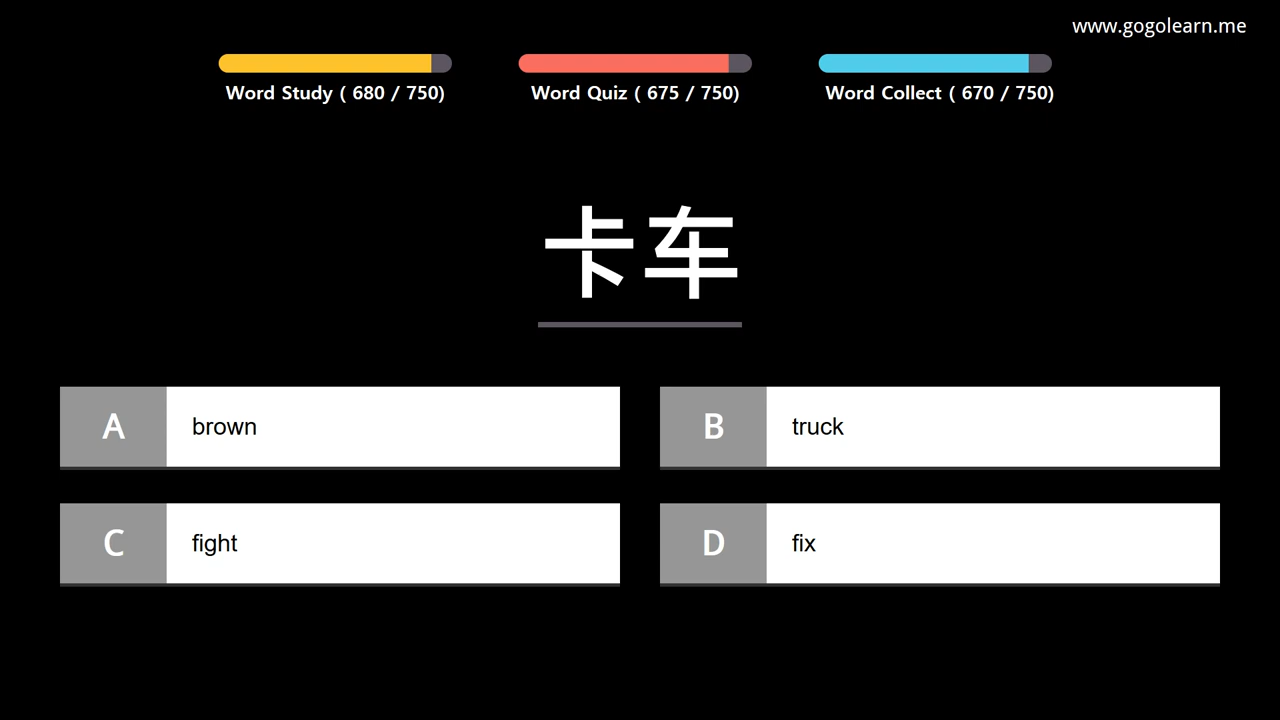 www.gogolearn.me
Word Study ( 680 / 750)
Word Quiz ( 675 / 750)
Word Collect ( 670 / 750)
卡车
A brown
B truck
C fight
D fix